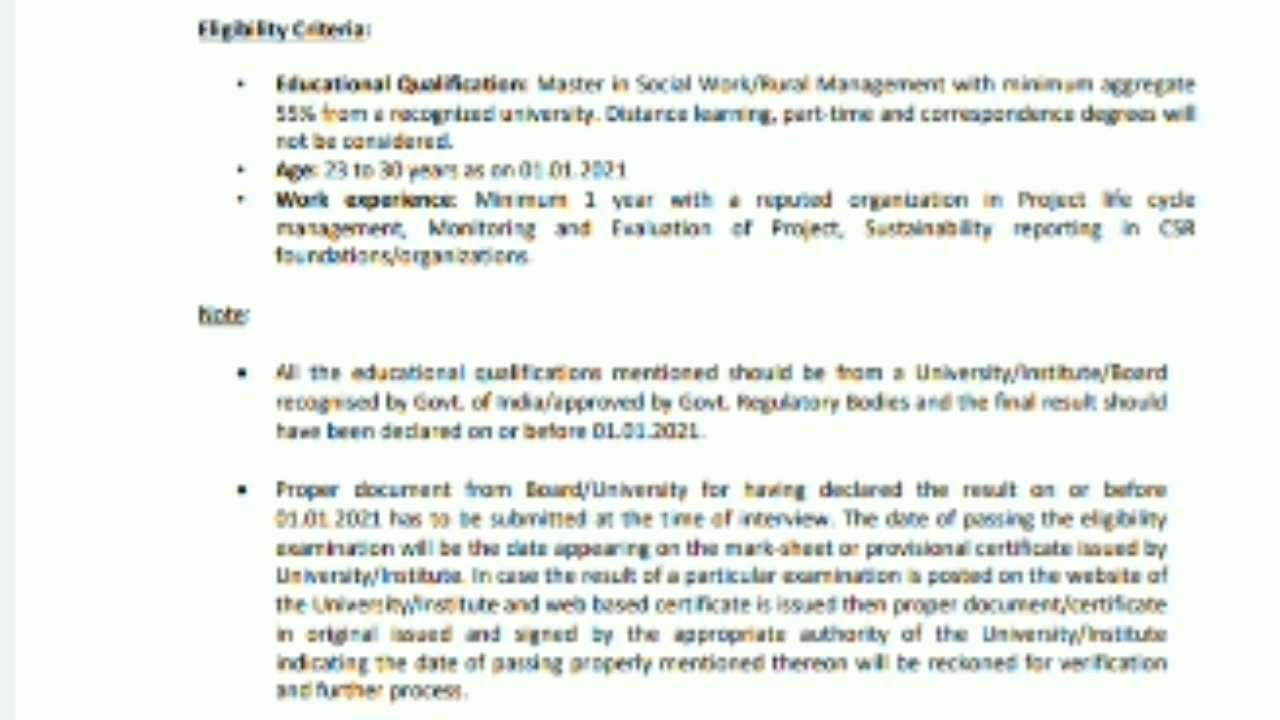 Eligibility Criteria:
• Educational Qualification: Master in Social Work/Rural Management with minimum aggregate
55% from a recognized university. Distance learning, part-time and correspondence degrees will
not be considered.
• Age: 23 to 30 years as on 01.01.2021
• Work experience: Minimum 1 year with a reputed organization in Project life cycle
management, Monitoring and Evaluation of Project, Sustainability reporting in CSR
foundations/organizations.
Note:
• All the educational qualifications mentioned should be from a University/Institute/Board
recognised by Govt. of India/approved by Govt. Regulatory Bodies and the final result should
have been declared on or before 01.01.2021.
• Proper document from Board/University for having declared the result on or before
01.01.2021 has to be submitted at the time of interview. The date of passing the eligibility
examination will be the date appearing on the mark-sheet or provisional certificate issued by
University/Institute. In case the result of a particular examination is posted on the website of
the University/Institute and web based certificate is issued then proper document/certificate
in original issued and signed by the appropriate authority of the University/Institute
indicating the date of passing properly mentioned thereon will be reckoned for verification
and further process.